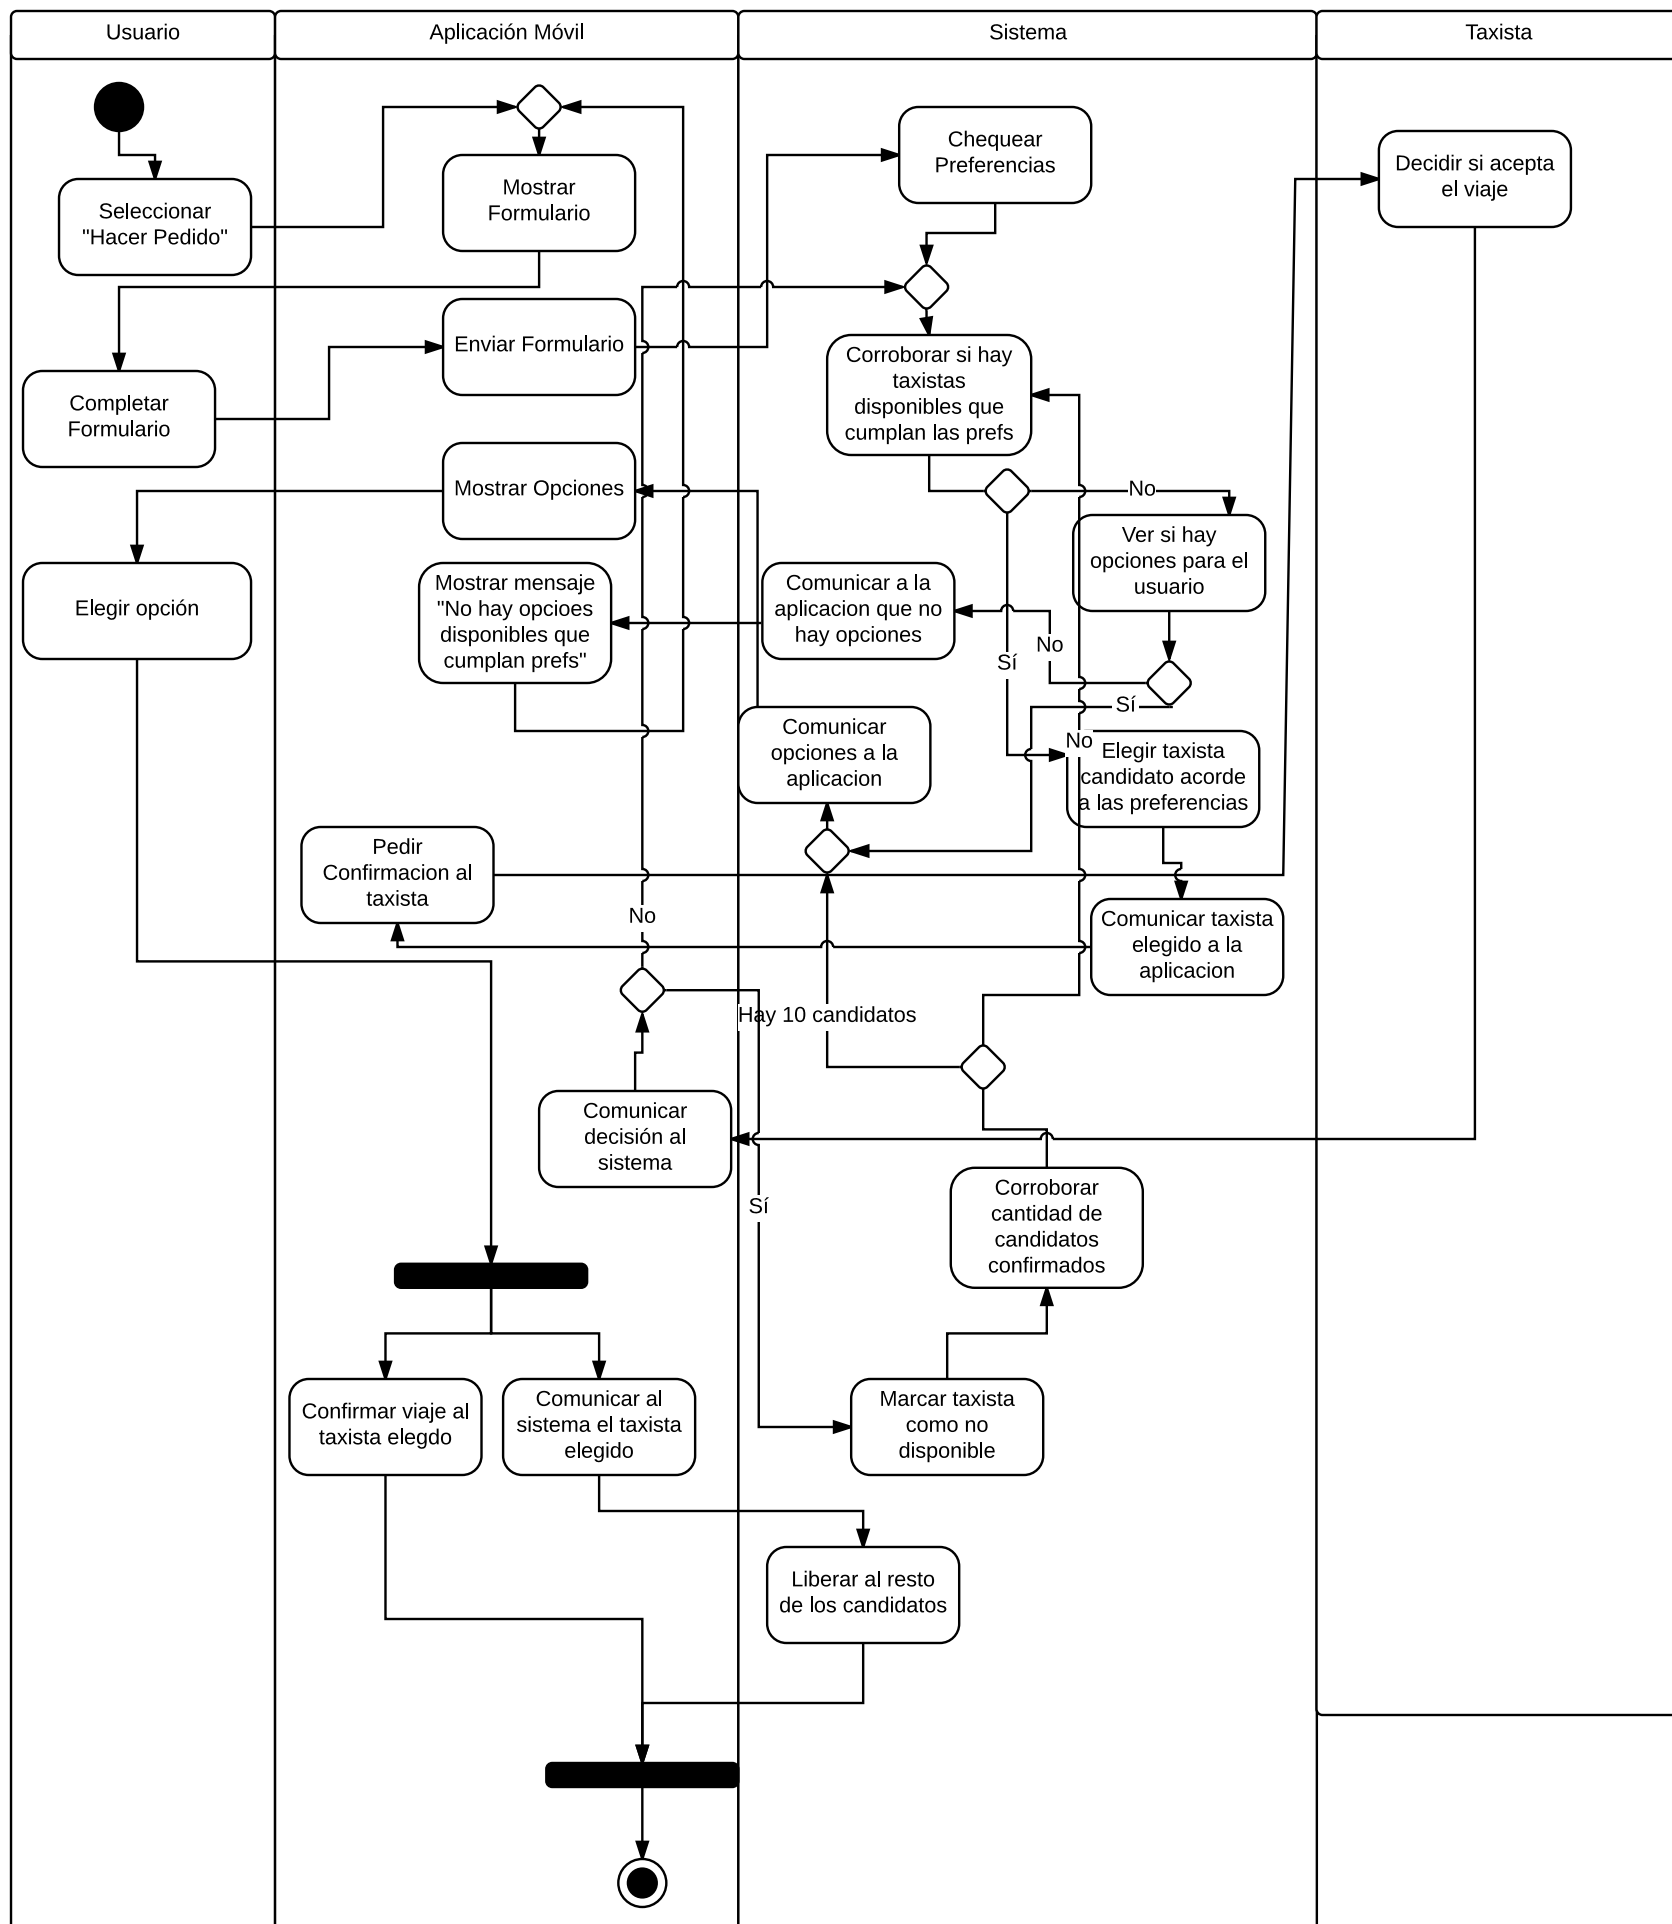 Usuario
Aplicación Móvil
Sistema
Taxista
Seleccionar
"Hacer Pedido"
Mostrar
Formulario
Chequear
Preferencias
Decidir si acepta
el viaje
Enviar Formulario
Completar
Formulario
Corroborar si hay
taxistas
disponibles que
cumplan las prefs
Mostrar Opciones
No
Ver si hay
opciones para el
usuario
Elegir opción
Mostrar mensaje
"No hay opcioes
disponibles que
cumplan prefs"
Comunicar a la
aplicacion que no
hay opciones
Sí
No
Sí
Comunicar
opciones a la
aplicacion
No
Elegir taxista
candidato acorde
a las preferencias
Pedir
Confirmacion al
taxista
No
Comunicar taxista
elegido a la
aplicacion
Hay 10 candidatos
Comunicar
decisión al
sistema
Sí
Corroborar
cantidad de
candidatos
confirmados
Confirmar viaje al
taxista elegdo
Comunicar al
sistema el taxista
elegido
Marcar taxista
como no
disponible
Liberar al resto
de los candidatos